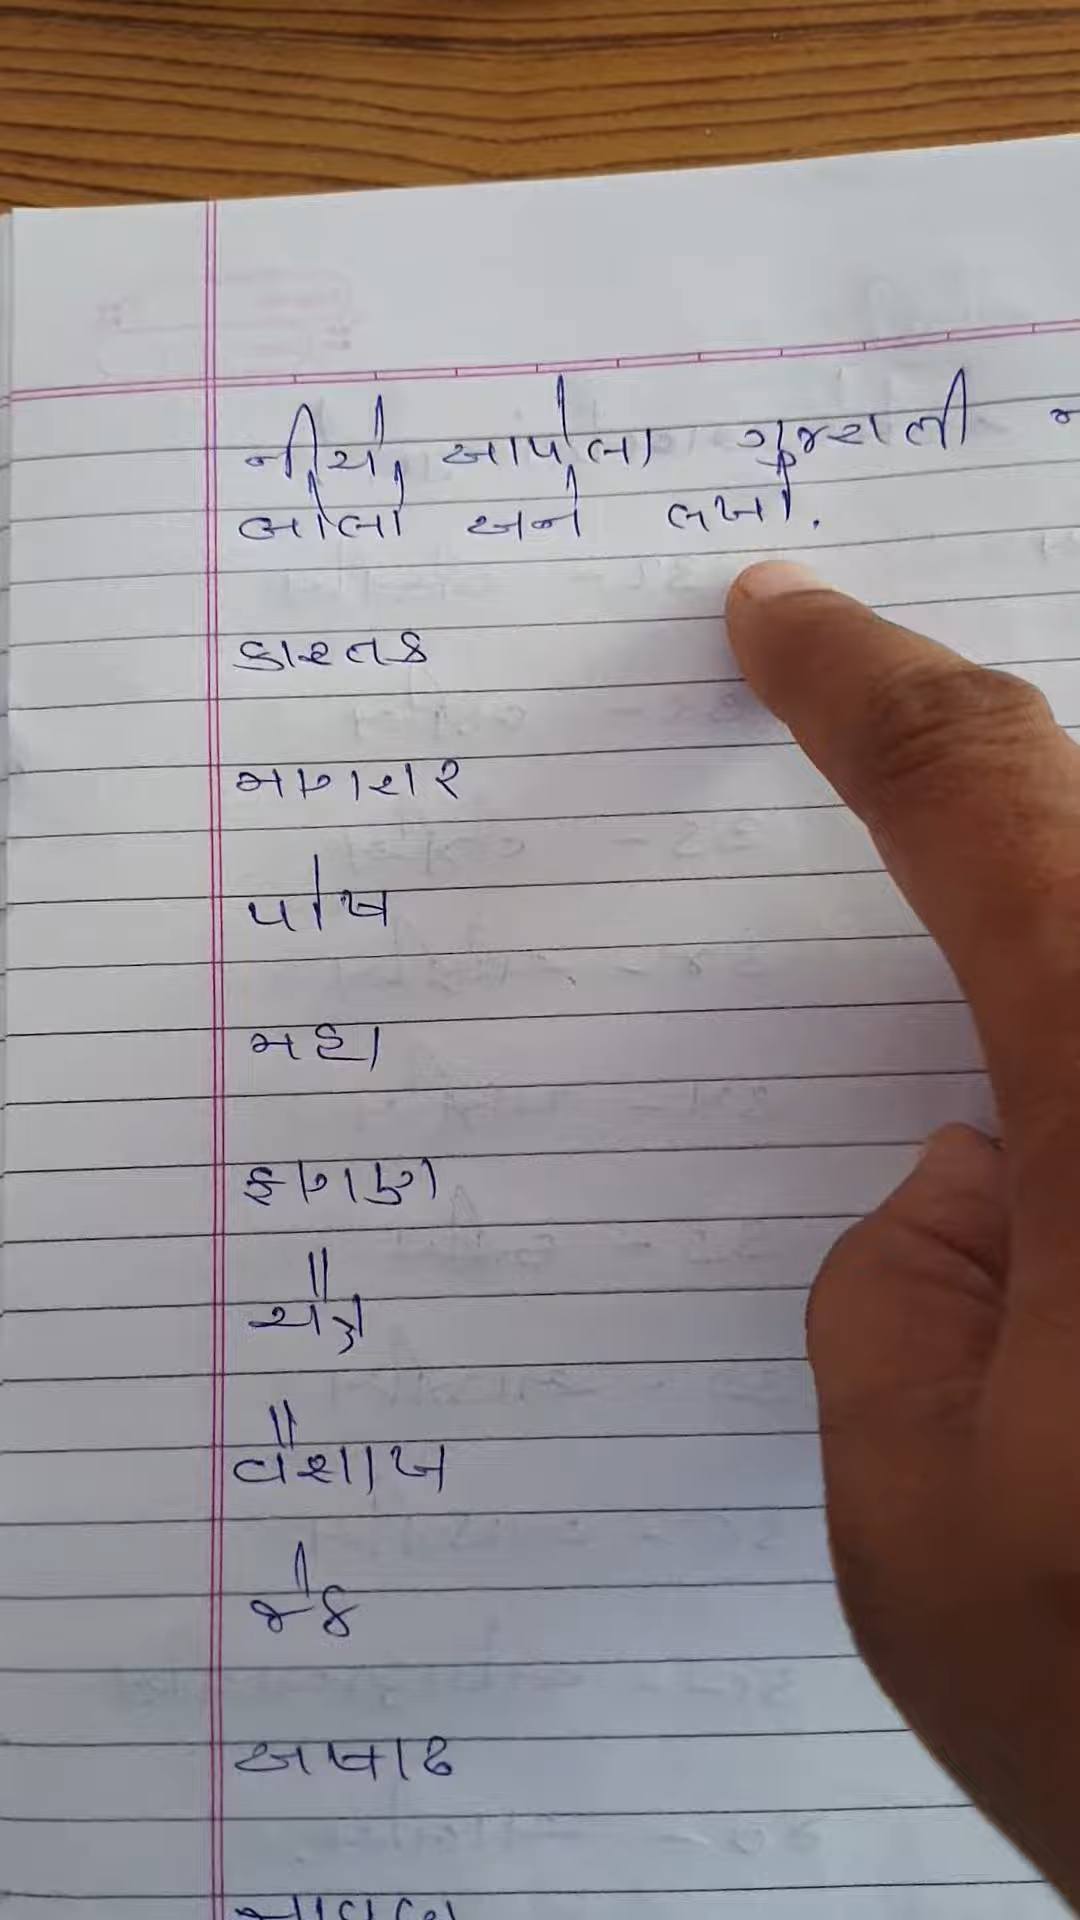 નીચે આપેલા ગુજરાતી
બોલો અને લખો.
કારતક
માગશર
પોષ
મહા
ફાગણ
ચૈત્ર
વૈશાખ
જેઠ
અષાઢ